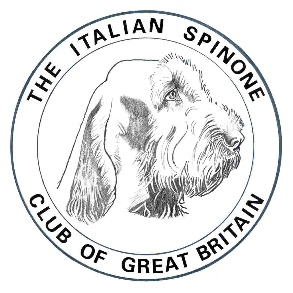 THE ITALIAN SPINONE
CLUB OF GREAT BRITAIN